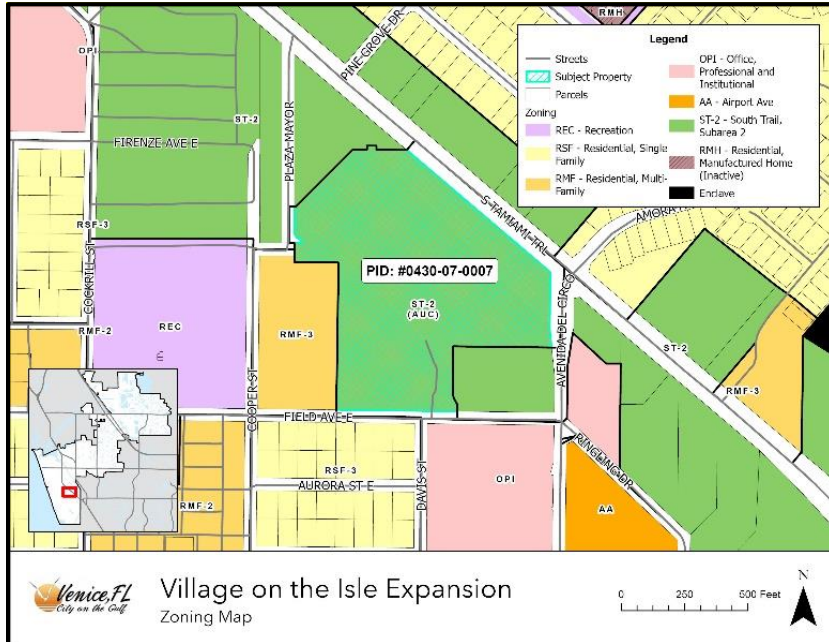 RMH
Legend
Streets
Subject Property
Parcels
Zoning
REC - Recreation
RSF - Residential, Single
Family
RMF - Residential, Multi-
Family
OPI - Office,
Professional and
Institutional
AA - Airport Ave
ST-2 - South Trail,
Subarea 2
RMH - Residential,
Manufactured Home
(Inactive)
Enclave
OPI
PINE GROVE DR
ST-2
PLAZA MAYOR
FIRENZE AVE E
S TAMIAMI TRL
RSF-3
COCKRILL ST
PID: #0430-07-0007
ST-2
(AUC)
AVENIDA DEL CIRCO
REC
RMF-3
RMF-2
ST-2
RMF-3
COOPER ST
FIELD AVE E
RSF-3
AURORA ST E
DAVIS ST
OPI
RINGLING DR
AA
RMF-2
Venice, FL
City on the Gulf
Village on the Isle Expansion
Zoning Map
0 250 500 Feet
N